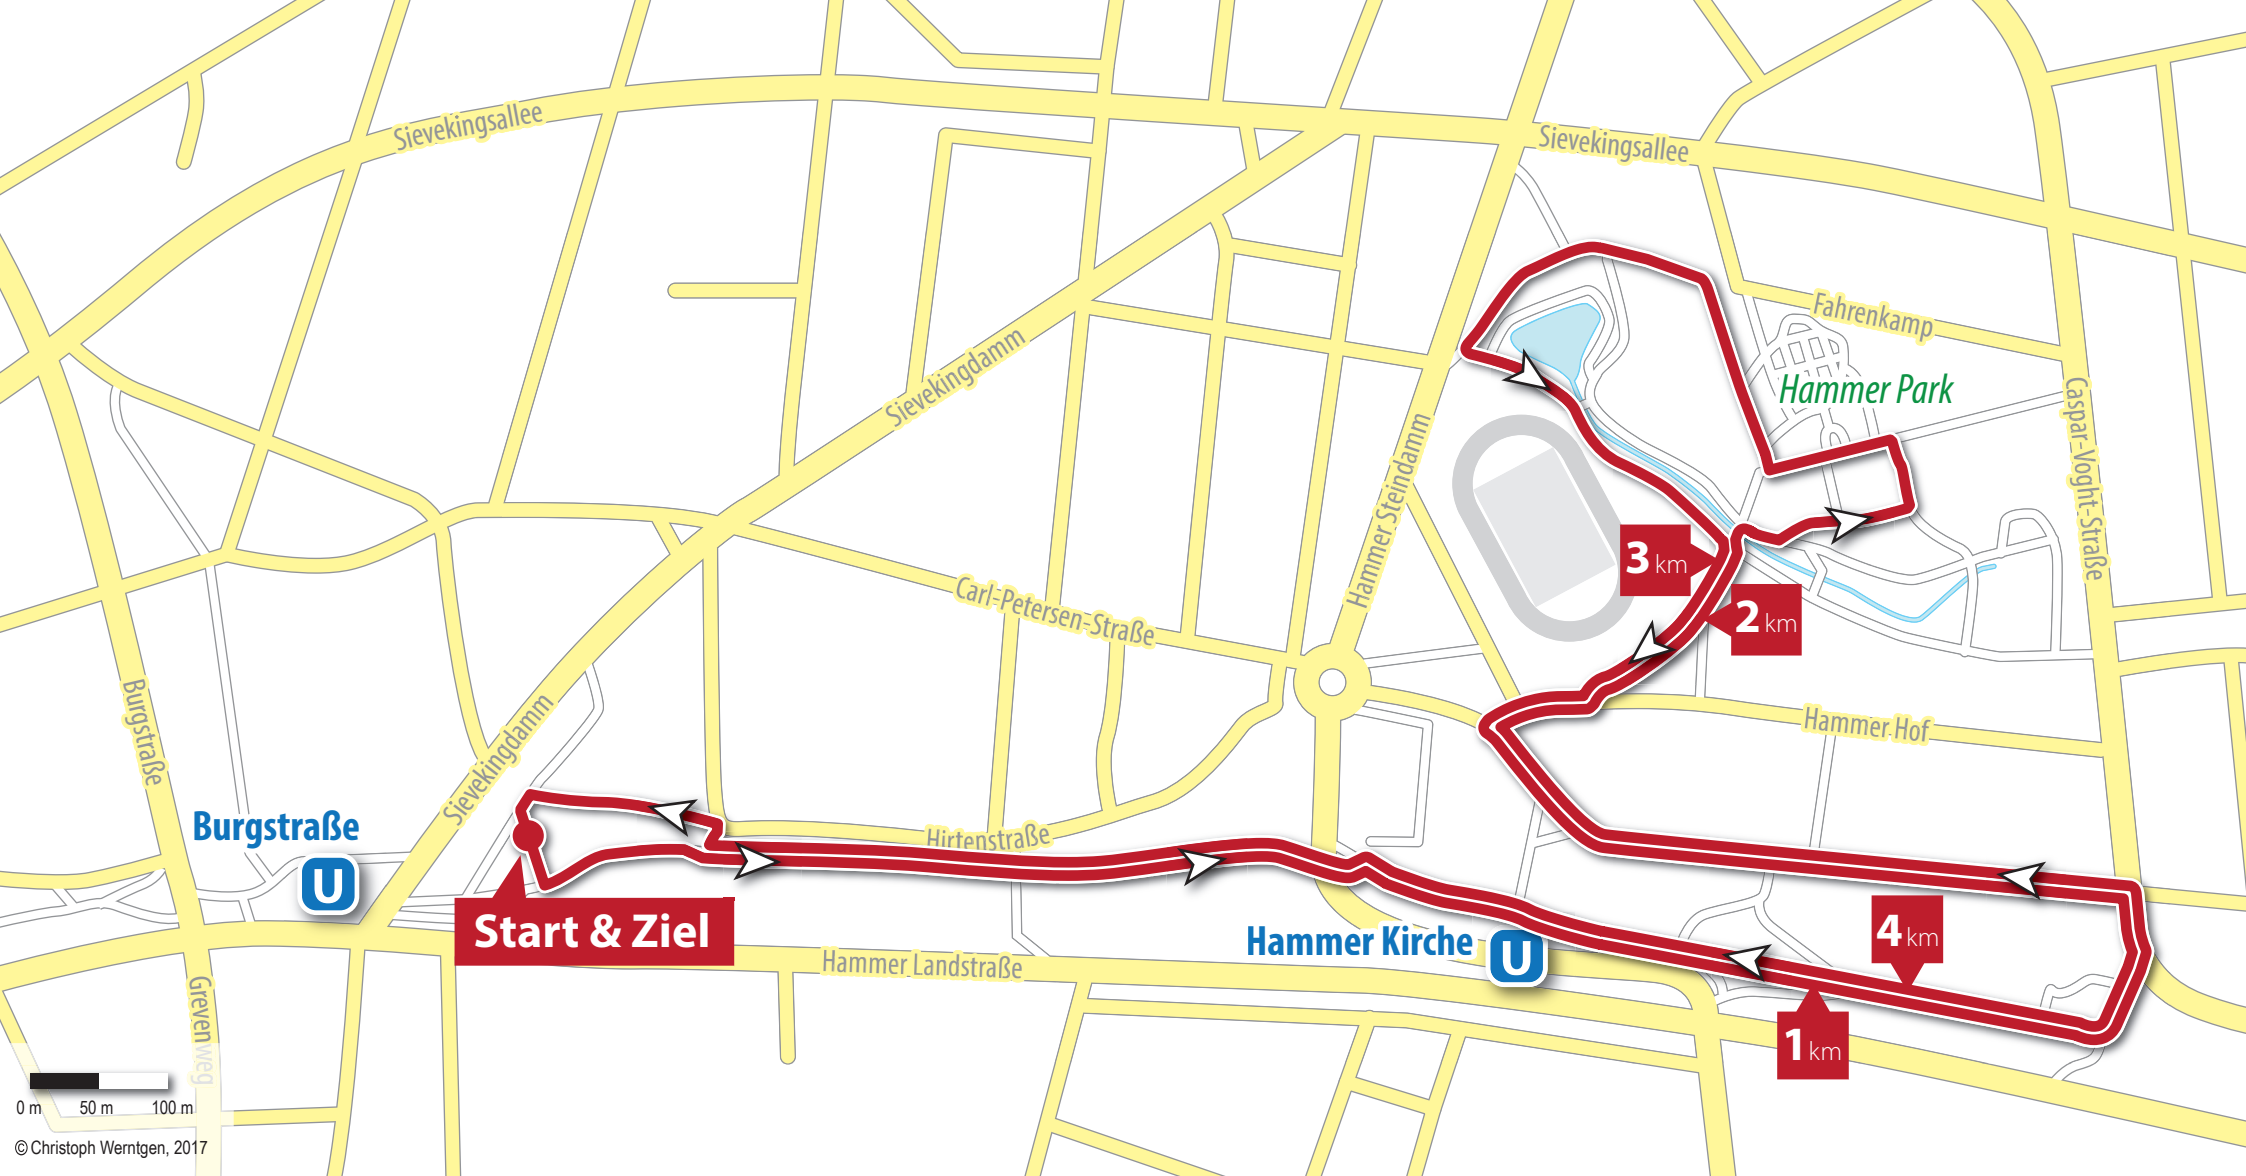 Sievekingsallee
Sievekingsallee
Fahrenkamp
Hammer Park
Sievekingdamm
Caspar-Voght-Straße
Hammer Steindamm
3 km
Carl-Petersen-Straße
2 km
Burgstraße
Sievekingdamm
Hammer Hof
Burgstraße
U
Hirtenstraße
Start & Ziel
Hammer Kirche
U
4 km
Hammer Landstraße
Grevenweg
1 km
0 m 50 m 100 m
© Christoph Werntgen, 2017